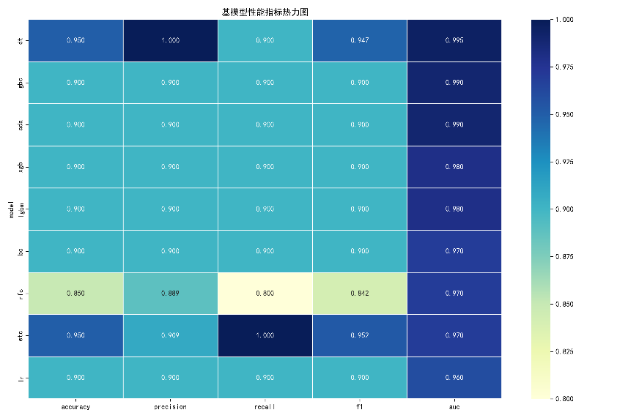 基模型性能指标热力图
0.950 1.000 0.900 0.947 0.995
gbc 0.900 0.900 0.900 0.900 0.990
0.900 0.900 0.900 0.900 0.990
xgb 0.900 0.900 0.900 0.900 0.980
lgbm 0.900 0.900 0.900 0.900 0.980
0.900 0.900 0.900 0.900 0.970
rfc 0.850 0.889 0.800 0.842 0.970
etc 0.950 0.909 1.000 0.952 0.970
lr 0.900 0.900 0.900 0.900 0.960
model
accuracy precision recall f1 auc
1.000
0.975
0.950
0.925
0.900
0.875
0.850
0.825
0.800